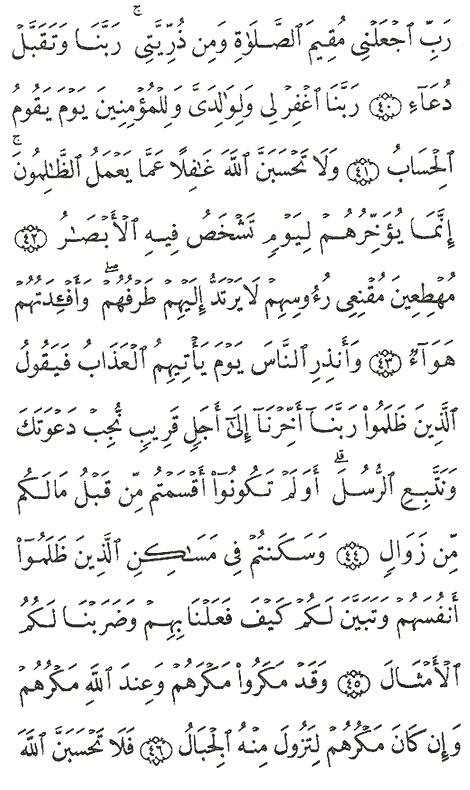 رَبِّ ٱجۡعَلۡنِي مُقِيمَ ٱلصَّلَوٰةِ وَمِن ذُرِّيَّتِيۚ رَبَّنَا وَتَقَبَّلۡ
دُعَآءِ ٤٠ رَبَّنَا ٱغۡفِرۡ لِي وَلِوَٰلِدَيَّ وَلِلۡمُؤۡمِنِينَ يَوۡمَ يَقُومُ
ٱلۡحِسَابُ ٤١ وَلَا تَحۡسَبَنَّ ٱللَّهَ غَٰفِلًا عَمَّا يَعۡمَلُ ٱلظَّٰلِمُونَۚ
إِنَّمَا يُؤَخِّرُهُمۡ لِيَوۡمٖ تَشۡخَصُ فِيهِ ٱلۡأَبۡصَٰرُ ٤٢
مُهۡطِعِينَ مُقۡنِعِي رُءُوسِهِمۡ لَا يَرۡتَدُّ إِلَيۡهِمۡ طَرۡفُهُمۡۖ وَأَفۡـِٔدَتُهُمۡ
هَوَآءٞ ٤٣ وَأَنذِرِ ٱلنَّاسَ يَوۡمَ يَأۡتِيهِمُ ٱلۡعَذَابُ فَيَقُولُ
ٱلَّذِينَ ظَلَمُواْ رَبَّنَآ أَخِّرۡنَآ إِلَىٰٓ أَجَلٖ قَرِيبٖ نُّجِبۡ دَعۡوَتَكَ
وَنَتَّبِعِ ٱلرُّسُلَۗ أَوَلَمۡ تَكُونُوٓاْ أَقۡسَمۡتُم مِّن قَبۡلُ مَا لَكُم
مِّن زَوَالٖ ٤٤ وَسَكَنتُمۡ فِي مَسَٰكِنِ ٱلَّذِينَ ظَلَمُوٓاْ
أَنفُسَهُمۡ وَتَبَيَّنَ لَكُمۡ كَيۡفَ فَعَلۡنَا بِهِمۡ وَضَرَبۡنَا لَكُمُ
ٱلۡأَمۡثَالَ ٤٥ وَقَدۡ مَكَرُواْ مَكۡرَهُمۡ وَعِندَ ٱللَّهِ مَكۡرُهُمۡ
وَإِن كَانَ مَكۡرُهُمۡ لِتَزُولَ مِنۡهُ ٱلۡجِبَالُ ٤٦ فَلَا تَحۡسَبَنَّ ٱللَّهَ